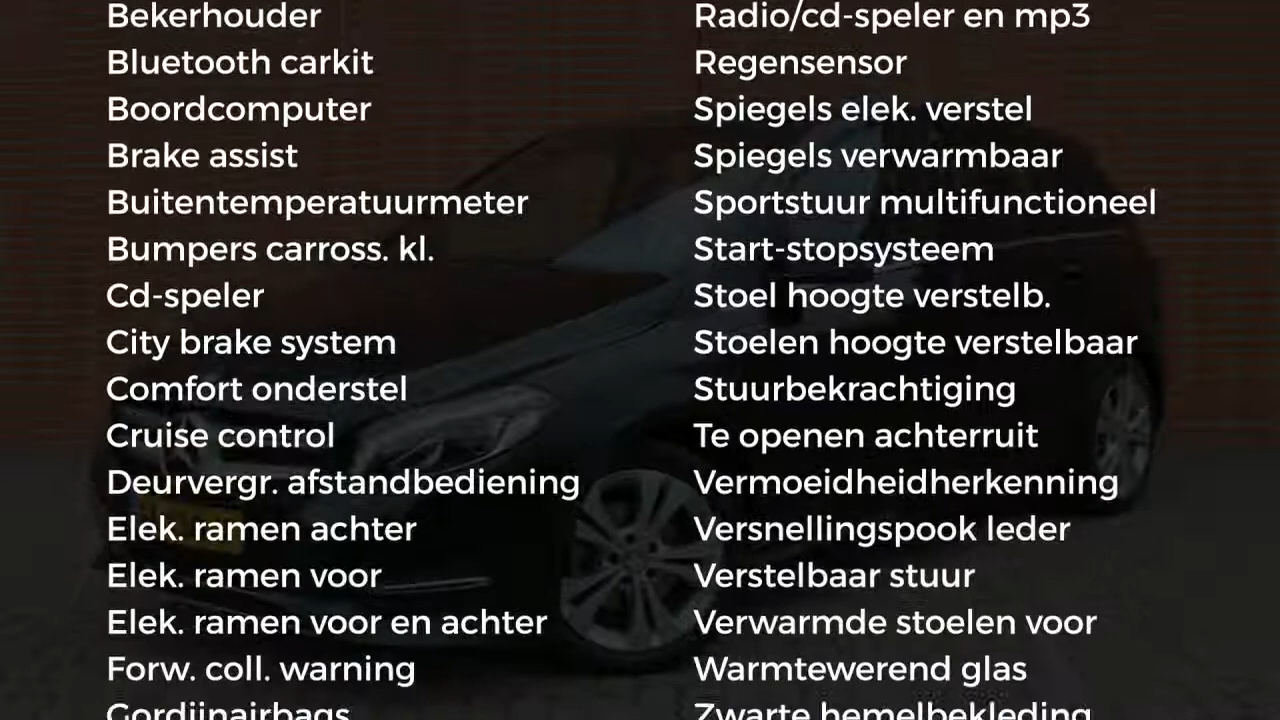 Bekerhouder
Bluetooth carkit
Boordcomputer
Brake assist
Buitentemperatuurmeter
Bumpers carross. kl.
Cd-speler
City brake system
Comfort onderstel
Cruise control
Deurvergr. afstandbediening
Elek. ramen achter
Elek. ramen voor
Elek. ramen voor en achter
Forw. coll. warning
Gordijnairbags
Radio/cd-speler en mp3
Regensensor
Spiegels elek. verstel
Spiegels verwarmbaar
Sportstuur multifunctioneel
Start-stopsysteem
Stoel hoogte verstelb.
Stoelen hoogte verstelbaar
Stuurbekrachtiging
Te openen achterruit
Vermoeidheidherkenning
Versnellingspook leder
Verstelbaar stuur
Verwarmde stoelen voor
Warmtewerend glas
Zwarte hemelbekleding